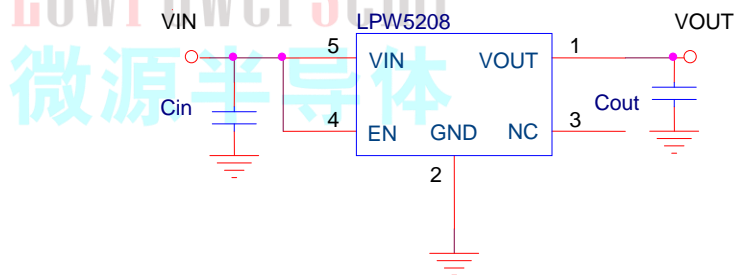 VIN
LPW5208
VOUT
5
VIN
VOUT
1
微源半导体
Cin
Cout
4
EN
GND
NC
3
2